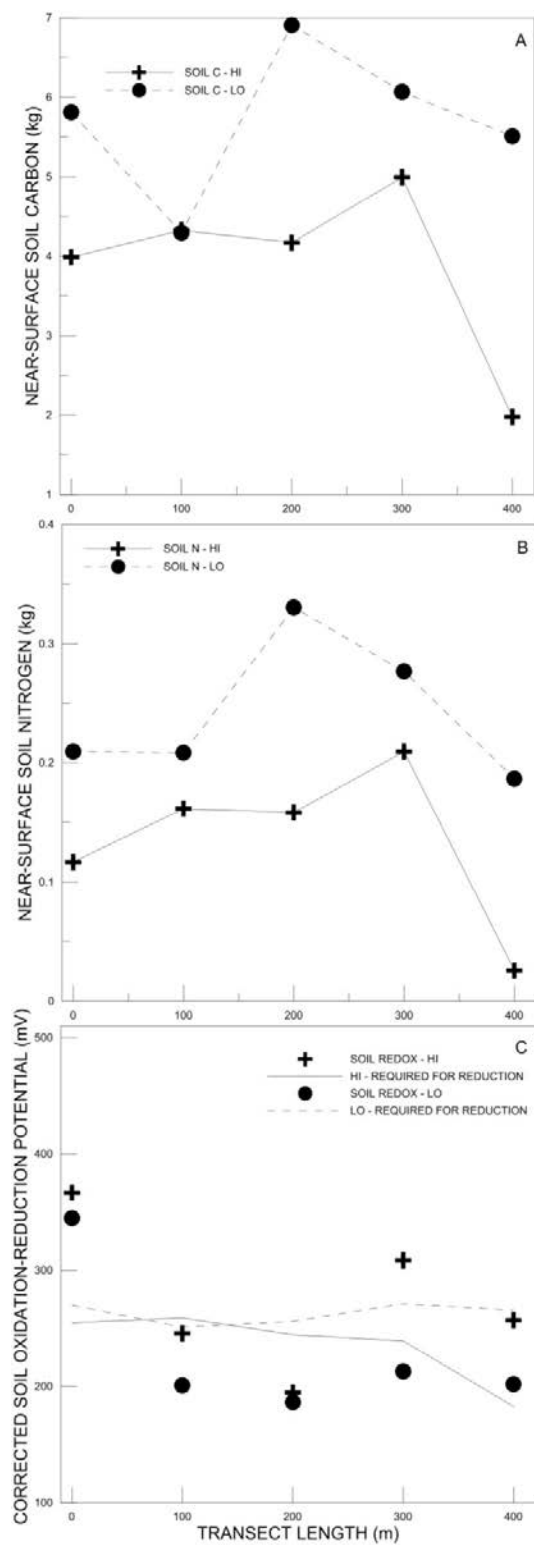 A
SOIL C - HI
SOIL C - LO
NEAR-SURFACE SOIL CARBON (kg)
7
6
5
4
3
2
1
0 100 200 300 400
B
SOIL N - HI
SOIL N - LO
NEAR-SURFACE SOIL NITROGEN (kg)
0.4
0.3
0.2
0.1
0
0 100 200 300 400
C
SOIL REDOX - HI
HI - REQUIRED FOR REDUCTION
SOIL REDOX - LO
LO - REQUIRED FOR REDUCTION
CORRECTED SOIL OXIDATION-REDUCTION POTENTIAL (mV)
500
400
300
200
100
0 100 200 300 400
TRANSECT LENGTH (m)